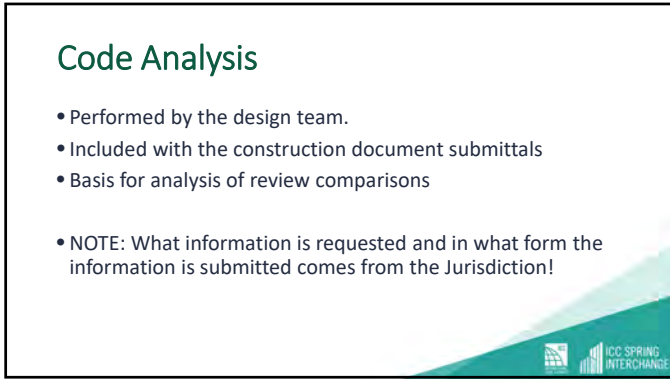 Code Analysis
• Performed by the design team.
• Included with the construction document submittals
• Basis for analysis of review comparisons
• NOTE: What information is requested and in what form the
information is submitted comes from the Jurisdiction!
ICC SPRING
INTERCHANGE